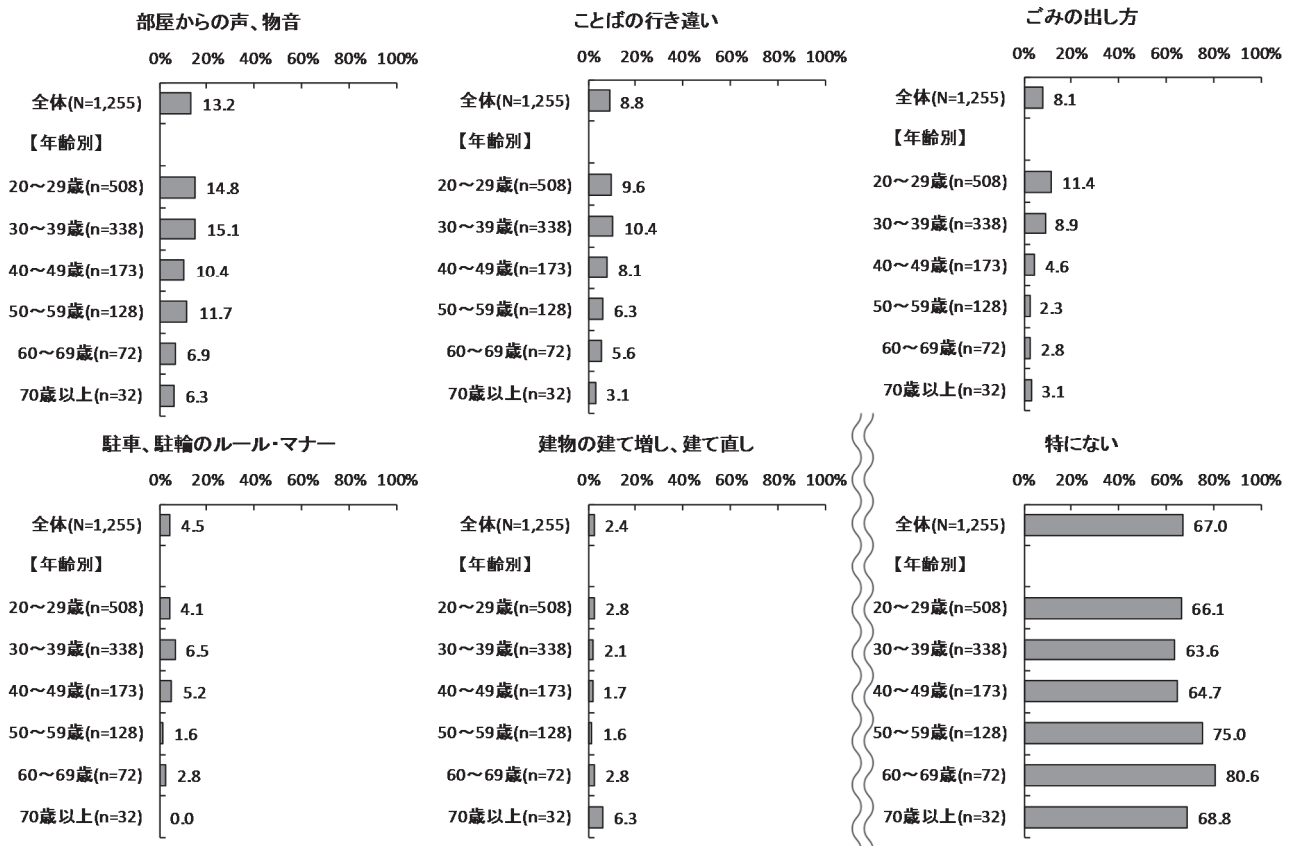 部屋からの声、物音
0% 20% 40% 60% 80% 100%
全体(N=1,255) 13.2
【年齢別】
20～29歳(n=508) 14.8
30～39歳(n=338) 15.1
40～49歳(n=173) 10.4
50～59歳(n=128) 11.7
60～69歳(n=72) 6.9
70歳以上(n=32) 6.3
ことばの行き違い
0% 20% 40% 60% 80% 100%
全体(N=1,255) 8.8
【年齢別】
20～29歳(n=508) 9.6
30～39歳(n=338) 10.4
40～49歳(n=173) 8.1
50～59歳(n=128) 6.3
60～69歳(n=72) 5.6
70歳以上(n=32) 3.1
ごみの出し方
0% 20% 40% 60% 80% 100%
全体(N=1,255) 8.1
【年齢別】
20～29歳(n=508) 11.4
30～39歳(n=338) 8.9
40～49歳(n=173) 4.6
50～59歳(n=128) 2.3
60～69歳(n=72) 2.8
70歳以上(n=32) 3.1
駐車、駐輪のルール・マナー
0% 20% 40% 60% 80% 100%
全体(N=1,255) 4.5
【年齢別】
20～29歳(n=508) 4.1
30～39歳(n=338) 6.5
40～49歳(n=173) 5.2
50～59歳(n=128) 1.6
60～69歳(n=72) 2.8
70歳以上(n=32) 0.0
建物の建て増し、建て直し
0% 20% 40% 60% 80% 100%
全体(N=1,255) 2.4
【年齢別】
20～29歳(n=508) 2.8
30～39歳(n=338) 2.1
40～49歳(n=173) 1.7
50～59歳(n=128) 1.6
60～69歳(n=72) 2.8
70歳以上(n=32) 6.3
特にない
0% 20% 40% 60% 80% 100%
全体(N=1,255) 67.0
【年齢別】
20～29歳(n=508) 66.1
30～39歳(n=338) 63.6
40～49歳(n=173) 64.7
50～59歳(n=128) 75.0
60～69歳(n=72) 80.6
70歳以上(n=32) 68.8